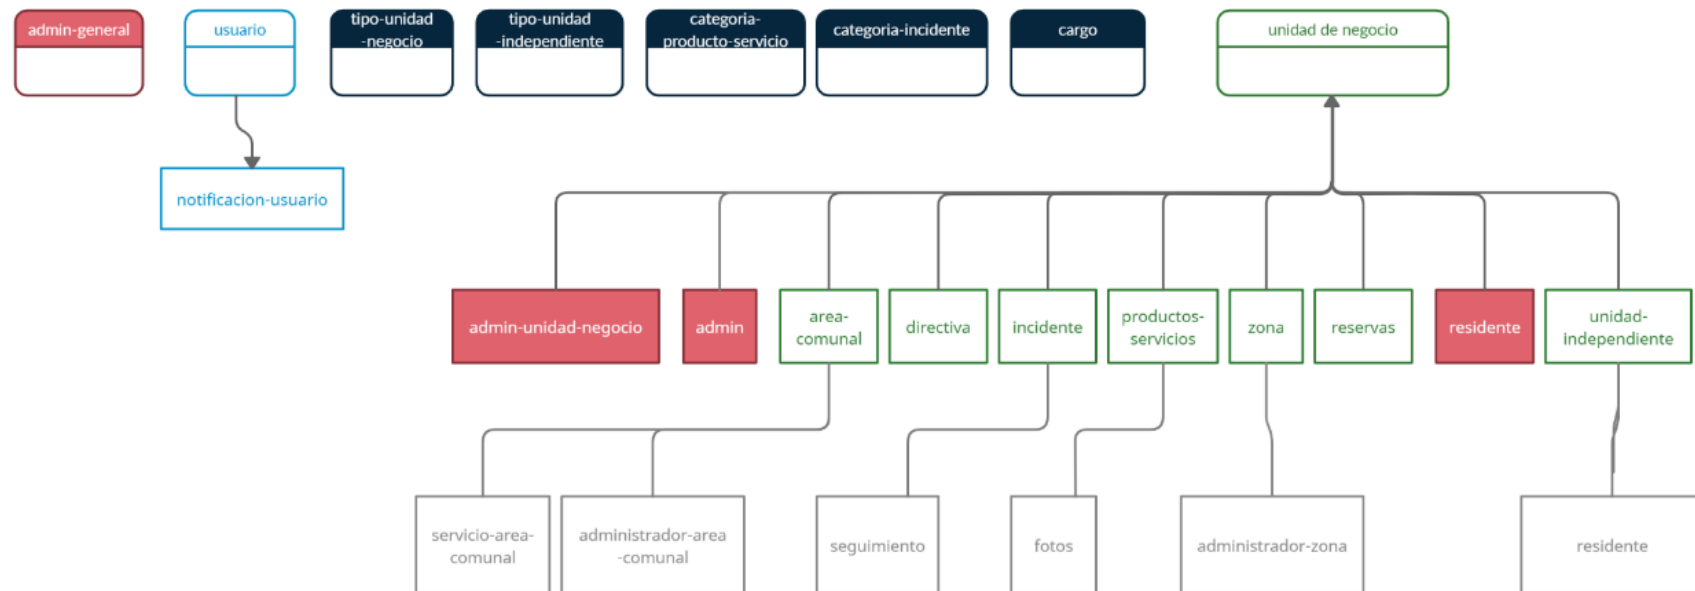 admin-general
usuario
tipo-unidad
-negocio
tipo-unidad
-independiente
categoria-
producto-servicio
categoria-incidente
cargo
unidad de negocio
notificacion-usuario
admin-unidad-negocio
admin
area-
comunal
directiva
incidente
productos-
servicios
zona
reservas
residente
unidad-
independiente
servicio-area-
comunal
administrador-area
-comunal
seguimiento
fotos
administrador-zona
residente